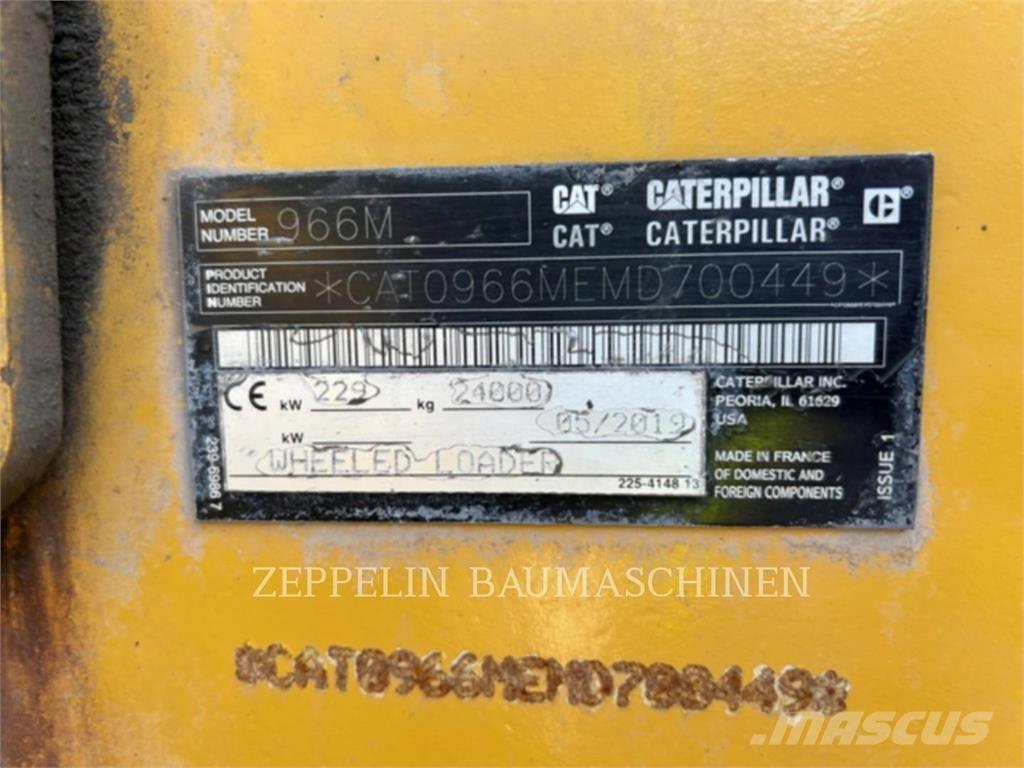 MODEL NUMBER 966M
CAT® CATERPILLAR®
CAT® CATERPILLAR®
PRODUCT IDENTIFICATION NUMBER *CAT0966MEMD700449*
CE kW 229 kg 24000
kW 05/2019
WHEELED LOADER
225-4148 13
239-6986 7
CATERPILLAR INC.
PEORIA, IL 61629
USA
MADE IN FRANCE
OF DOMESTIC AND
FOREIGN COMPONENTS
ISSUE 1
ZEPPELIN BAUMASCHINEN
*CAT0966MEMD700449*
MASCUS